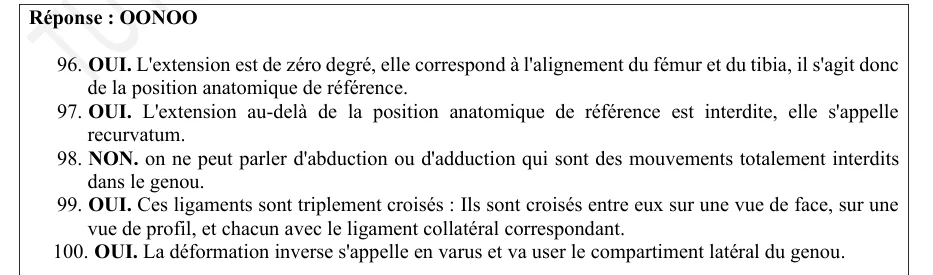 Réponse : OONOO
96. OUI. L'extension est de zéro degré, elle correspond à l'alignement du fémur et du tibia, il s'agit donc
de la position anatomique de référence.
97. OUI. L'extension au-delà de la position anatomique de référence est interdite, elle s'appelle
recurvatum.
98. NON. on ne peut parler d'abduction ou d'adduction qui sont des mouvements totalement interdits
dans le genou.
99. OUI. Ces ligaments sont triplement croisés : Ils sont croisés entre eux sur une vue de face, sur une
vue de profil, et chacun avec le ligament collatéral correspondant.
100. OUI. La déformation inverse s'appelle en varus et va user le compartiment latéral du genou.